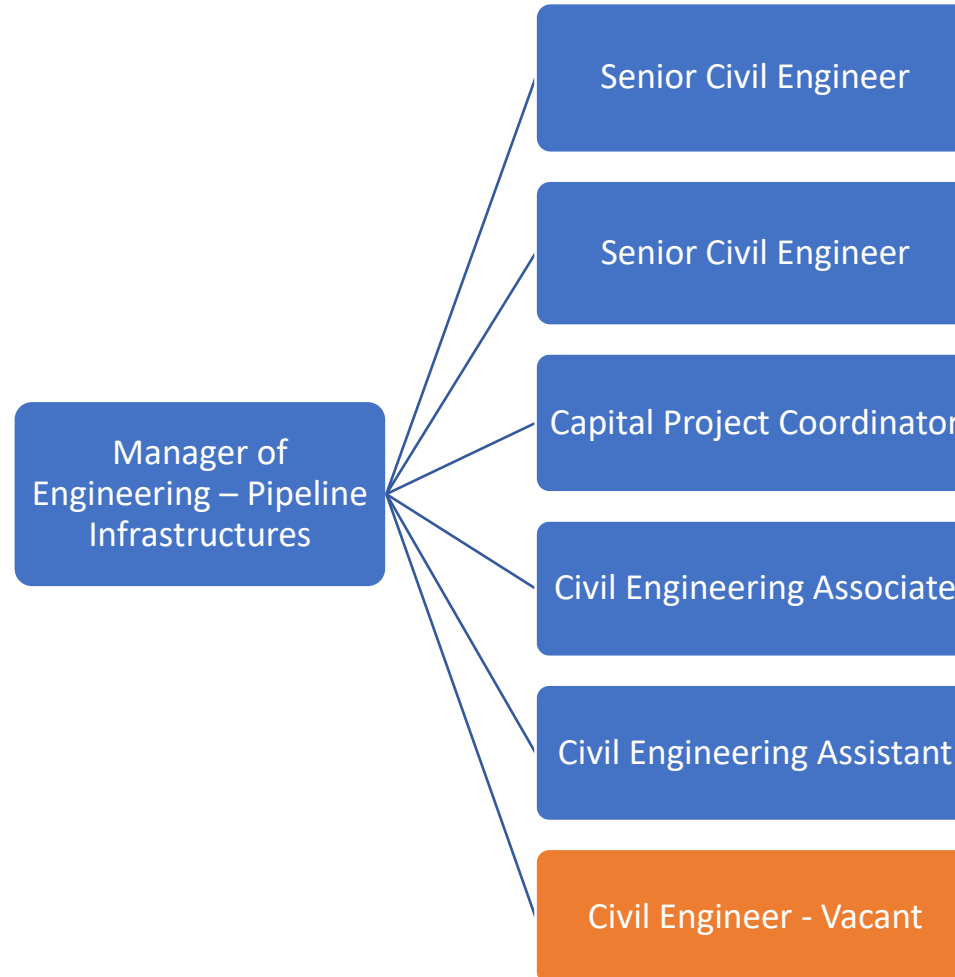 Senior Civil Engineer
Senior Civil Engineer
Capital Project Coordinator
Manager of
Engineering – Pipeline
Infrastructures
Civil Engineering Associate
Civil Engineering Assistant
Civil Engineer - Vacant